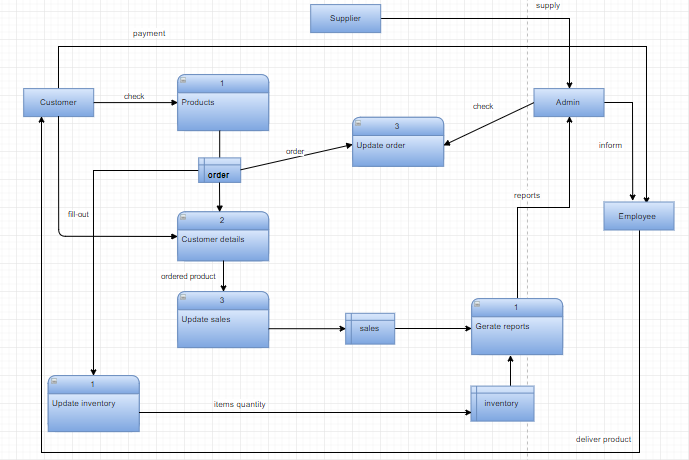 supply
Supplier
payment
1
Products
Customer
check
Admin
check
3
Update order
order
inform
order
reports
fill-out
2
Customer details
Employee
ordered product
3
Update sales
sales
1
Gerate reports
1
Update inventory
items quantity
inventory
deliver product